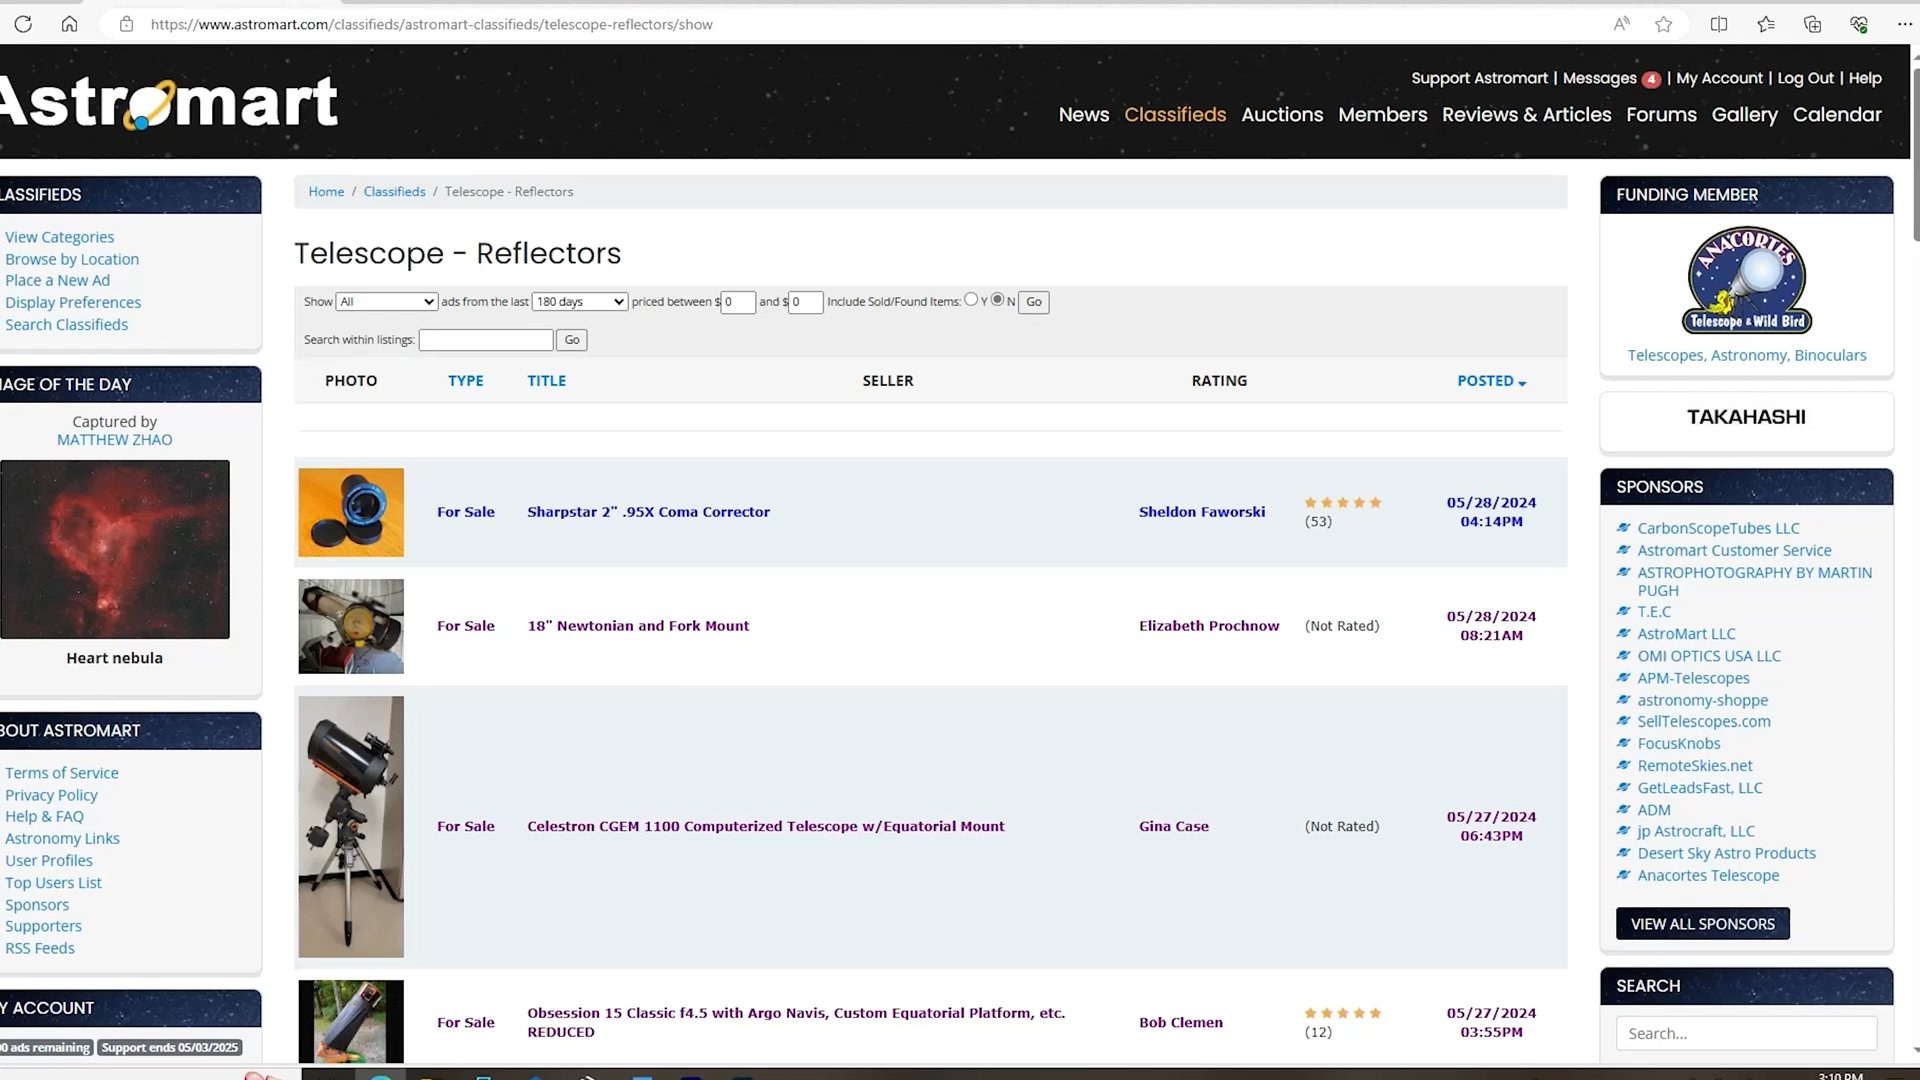 https://www.astromart.com/classifieds/astromart-classifieds/telescope-reflectors/show
Astromart
Support Astromart | Messages 4 | My Account | Log Out | Help
News Classifieds Auctions Members Reviews & Articles Forums Gallery Calendar
LASSIFIEDS
View Categories
Browse by Location
Place a New Ad
Display Preferences
Search Classifieds
MAGE OF THE DAY
Captured by
MATTHEW ZHAO
Heart nebula
BOUT ASTROMART
Terms of Service
Privacy Policy
Help & FAQ
Astronomy Links
User Profiles
Top Users List
Sponsors
Supporters
RSS Feeds
Y ACCOUNT
00 ads remaining Support ends 05/03/2025
Home / Classifieds / Telescope - Reflectors
Telescope - Reflectors
Show All ads from the last 180 days priced between $ 0 and $ 0 Include Sold/Found Items: Y N Go
Search within listings: Go
PHOTO TYPE TITLE SELLER RATING POSTED
For Sale Sharpstar 2" .95X Coma Corrector Sheldon Faworski (53) 05/28/2024
04:14PM
For Sale 18" Newtonian and Fork Mount Elizabeth Prochnow (Not Rated) 05/28/2024
08:21AM
For Sale Celestron CGEM 1100 Computerized Telescope w/Equatorial Mount Gina Case (Not Rated) 05/27/2024
06:43PM
For Sale Obsession 15 Classic f4.5 with Argo Navis, Custom Equatorial Platform, etc.
REDUCED Bob Clemen (12) 05/27/2024
03:55PM
FUNDING MEMBER
ANACORTES
Telescope & Wild Bird
Telescopes, Astronomy, Binoculars
TAKAHASHI
SPONSORS
CarbonScopeTubes LLC
Astromart Customer Service
ASTROPHOTOGRAPHY BY MARTIN
PUGH
T.E.C
AstroMart LLC
OMI OPTICS USA LLC
APM-Telescopes
astronomy-shoppe
SellTelescopes.com
FocusKnobs
RemoteSkies.net
GetLeadsFast, LLC
ADM
jp Astrocraft, LLC
Desert Sky Astro Products
Anacortes Telescope
VIEW ALL SPONSORS
SEARCH
Search...
3:10 PM